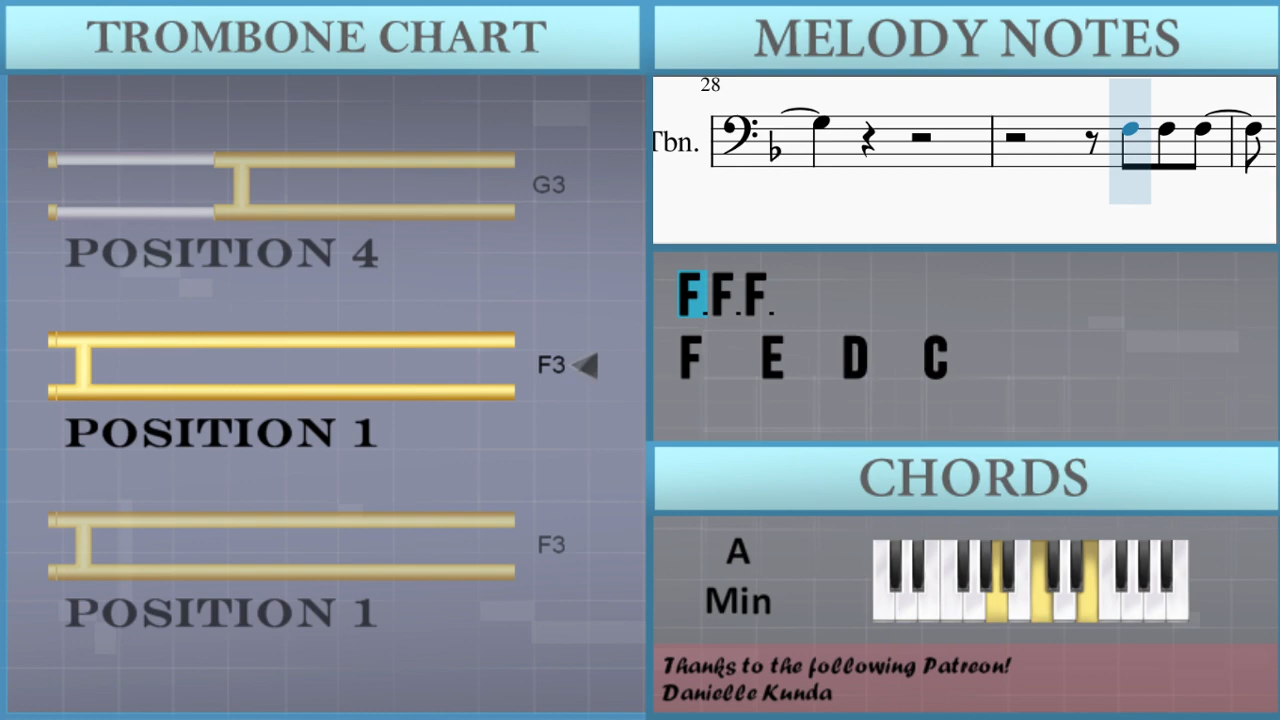 TROMBONE CHART
G3
POSITION 4
F3
POSITION 1
F3
POSITION 1
MELODY NOTES
28
Tbn.
F.F.F.
F E D C
CHORDS
A
Min
Thanks to the following Patreon!
Danielle Kunda